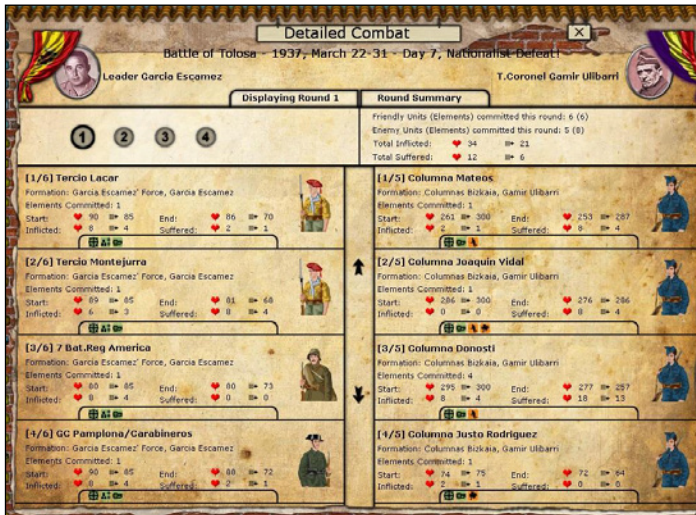 Detailed Combat
Battle of Tolosa - 1937, March 22-31 - Day 7, Nationalist Defeat!
Leader Garcia Escamez
T.Coronel Gamir Ulibarri
Displaying Round 1
Round Summary
1 2 3 4
Friendly Units (Elements) committed this round: 6 (6)
Enemy Units (Elements) committed this round: 5 (8)
Total Inflicted: 34 21
Total Suffered: 12 6
[1/6] Tercio Lacar
Formation: Garcia Escamez' Force, Garcia Escamez
Elements Committed: 1
Start: 90 85 End: 86 70
Inflicted: 8 4 Suffered: 2 1
[2/6] Tercio Montejurra
Formation: Garcia Escamez' Force, Garcia Escamez
Elements Committed: 1
Start: 89 85 End: 81 68
Inflicted: 6 3 Suffered: 8 4
[3/6] 7 Bat.Reg America
Formation: Garcia Escamez' Force, Garcia Escamez
Elements Committed: 1
Start: 80 85 End: 80 73
Inflicted: 8 4 Suffered: 0 0
[4/6] GC Pamplona/Carabineros
Formation: Garcia Escamez' Force, Garcia Escamez
Elements Committed: 1
Start: 90 85 End: 88 72
Inflicted: 8 4 Suffered: 2 1
[1/5] Columna Mateos
Formation: Columnas Bizkaia, Gamir Ulibarri
Elements Committed: 1
Start: 261 300 End: 253 287
Inflicted: 2 1 Suffered: 8 4
[2/5] Columna Joaquin Vidal
Formation: Columnas Bizkaia, Gamir Ulibarri
Elements Committed: 1
Start: 286 300 End: 276 286
Inflicted: 0 0 Suffered: 8 4
[3/5] Columna Donosti
Formation: Columnas Bizkaia, Gamir Ulibarri
Elements Committed: 4
Start: 295 300 End: 277 257
Inflicted: 8 4 Suffered: 18 13
[4/5] Columna Justo Rodriguez
Formation: Columnas Bizkaia, Gamir Ulibarri
Elements Committed: 1
Start: 74 75 End: 72 64
Inflicted: 2 1 Suffered: 0 0